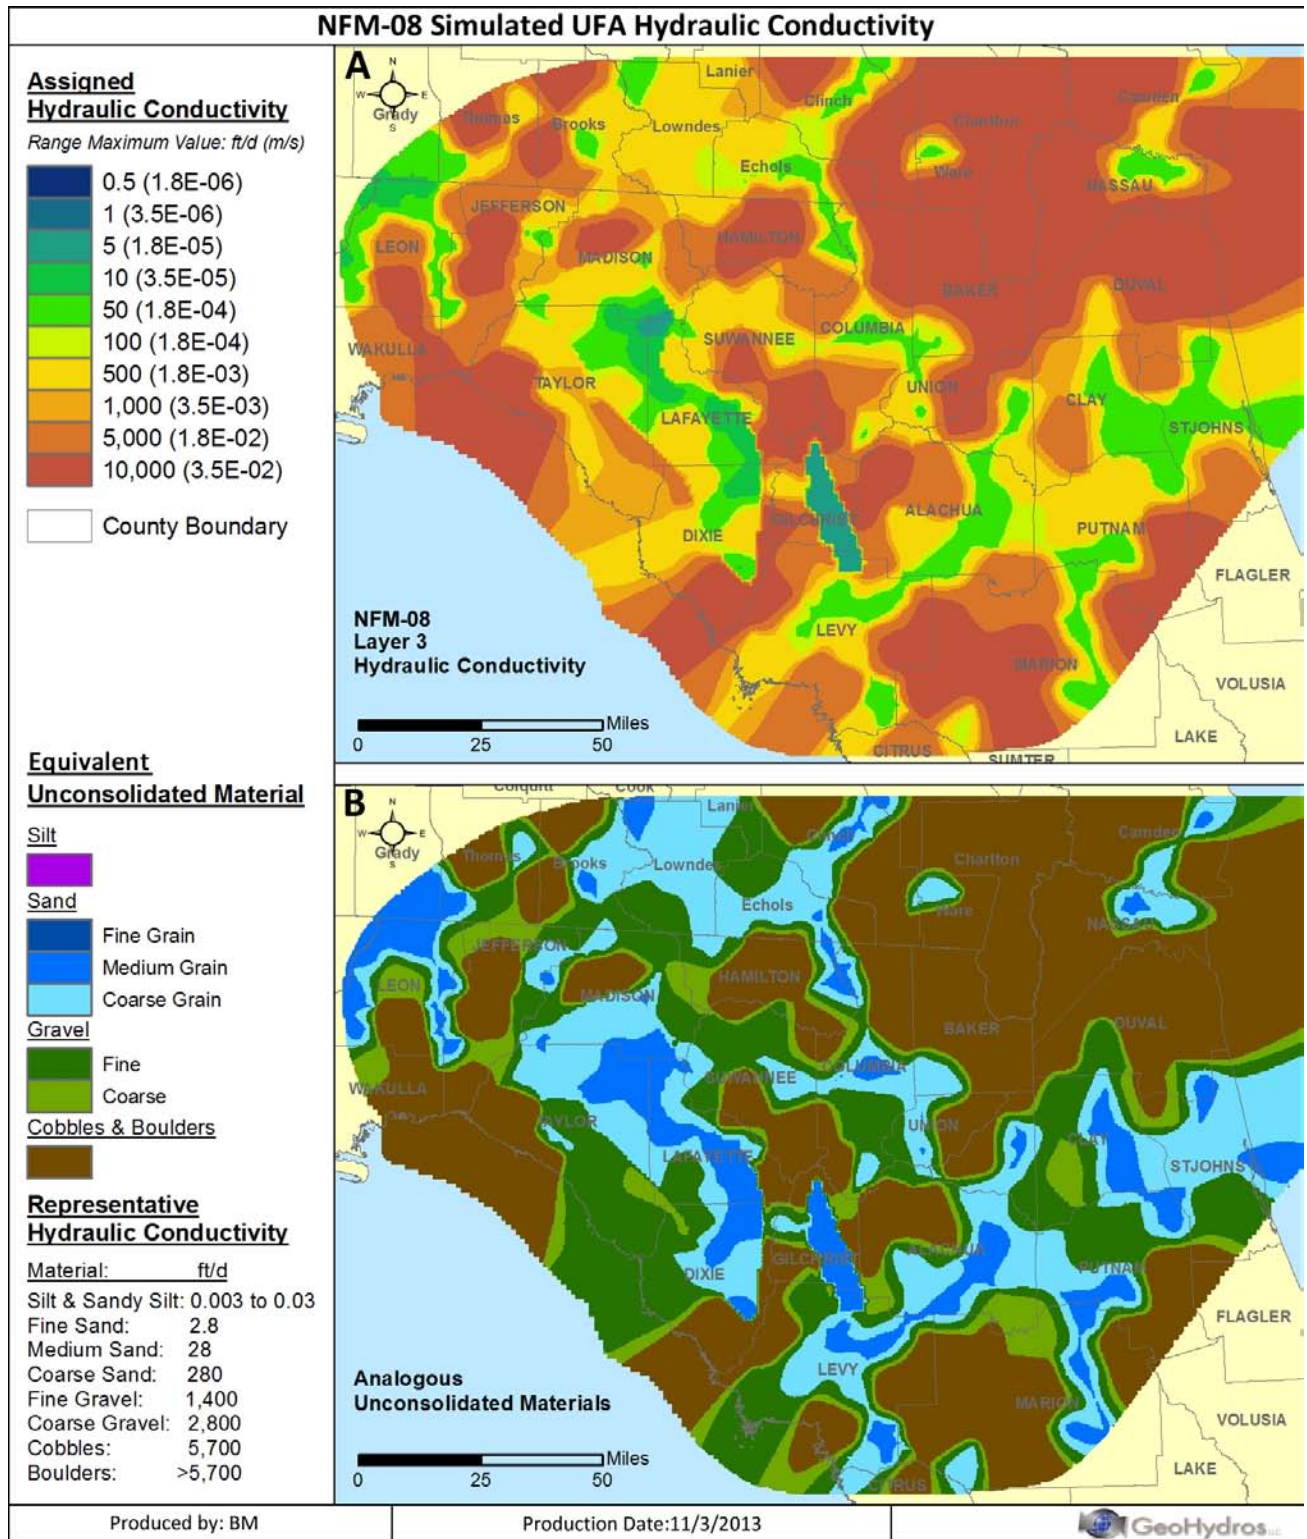 NFM-08 Simulated UFA Hydraulic Conductivity
Assigned
Hydraulic Conductivity
Range Maximum Value: ft/d (m/s)
0.5 (1.8E-06)
1 (3.5E-06)
5 (1.8E-05)
10 (3.5E-05)
50 (1.8E-04)
100 (1.8E-04)
500 (1.8E-03)
1,000 (3.5E-03)
5,000 (1.8E-02)
10,000 (3.5E-02)
County Boundary
A
N
W E
S
Grady
Thomas
Brooks
Lanier
Lowndes
Clinch
Echols
Charlton
Ware
Camden
NASSAU
JEFFERSON
LEON
MADISON
HAMILTON
BAKER
DUVAL
WAKULLA
SUWANNEE
COLUMBIA
TAYLOR
UNION
CLAY
LAFAYETTE
STJOHNS
GILCHRIST
ALACHUA
DIXIE
PUTNAM
FLAGLER
LEVY
MARION
VOLUSIA
LAKE
CITRUS
SUMTER
NFM-08
Layer 3
Hydraulic Conductivity
Miles
0 25 50
Equivalent
Unconsolidated Material
Silt
Sand
Fine Grain
Medium Grain
Coarse Grain
Gravel
Fine
Coarse
Cobbles & Boulders
Representative
Hydraulic Conductivity
Material: ft/d
Silt & Sandy Silt: 0.003 to 0.03
Fine Sand: 2.8
Medium Sand: 28
Coarse Sand: 280
Fine Gravel: 1,400
Coarse Gravel: 2,800
Cobbles: 5,700
Boulders: >5,700
B
N
W E
S
Colquitt
Cook
Lanier
Grady
Thomas
Brooks
Lowndes
Clinch
Echols
Charlton
Ware
Camden
NASSAU
JEFFERSON
LEON
MADISON
HAMILTON
BAKER
DUVAL
WAKULLA
SUWANNEE
COLUMBIA
TAYLOR
UNION
CLAY
LAFAYETTE
STJOHNS
GILCHRIST
ALACHUA
DIXIE
PUTNAM
FLAGLER
LEVY
MARION
VOLUSIA
LAKE
CITRUS
Analogous
Unconsolidated Materials
Miles
0 25 50
Produced by: BM
Production Date:11/3/2013
GeoHydros